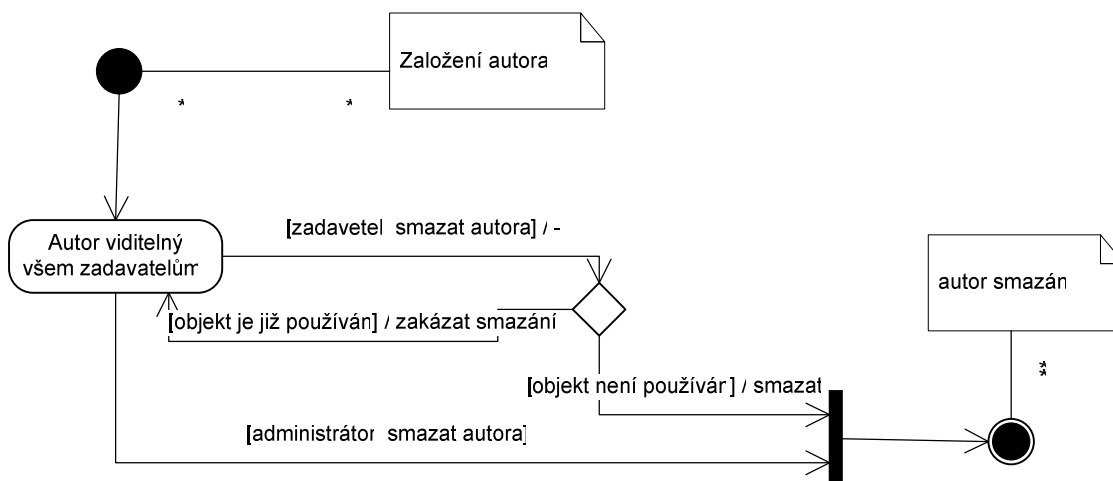 Založení autora
* *
[zadavetel smazat autora] / -
Autor viditelný
všem zadavatelům
autor smazán
[objekt je již používán] / zakázat smazání
**
[objekt není používán] / smazat
[administrátor smazat autora]